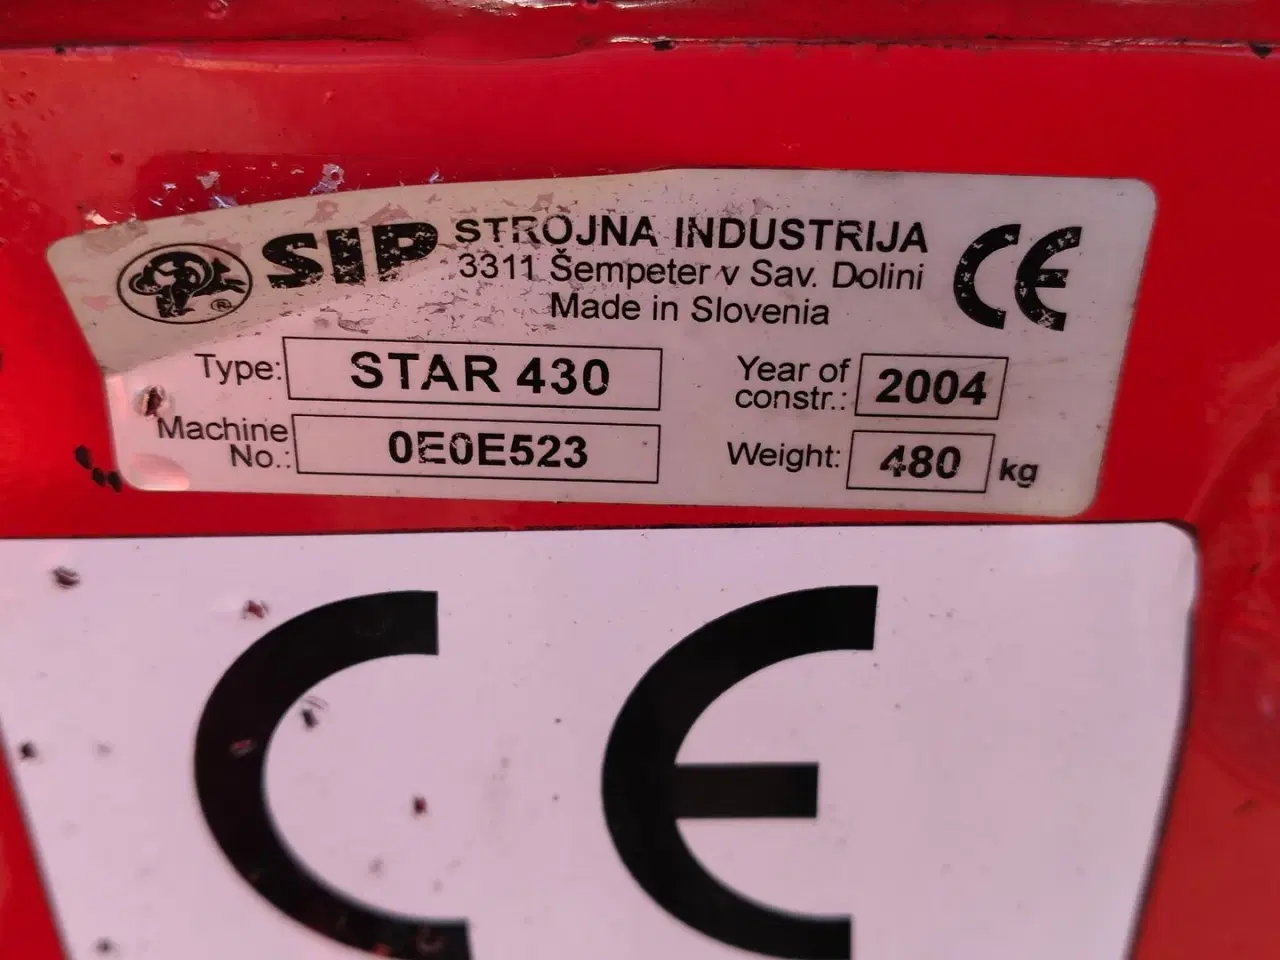 SIP STROJNA INDUSTRIJA CE
3311 Šempeter v Sav. Dolini
Made in Slovenia
®
Type: STAR 430
Year of constr.: 2004
Machine No.: 0E0E523
Weight: 480 kg
CE